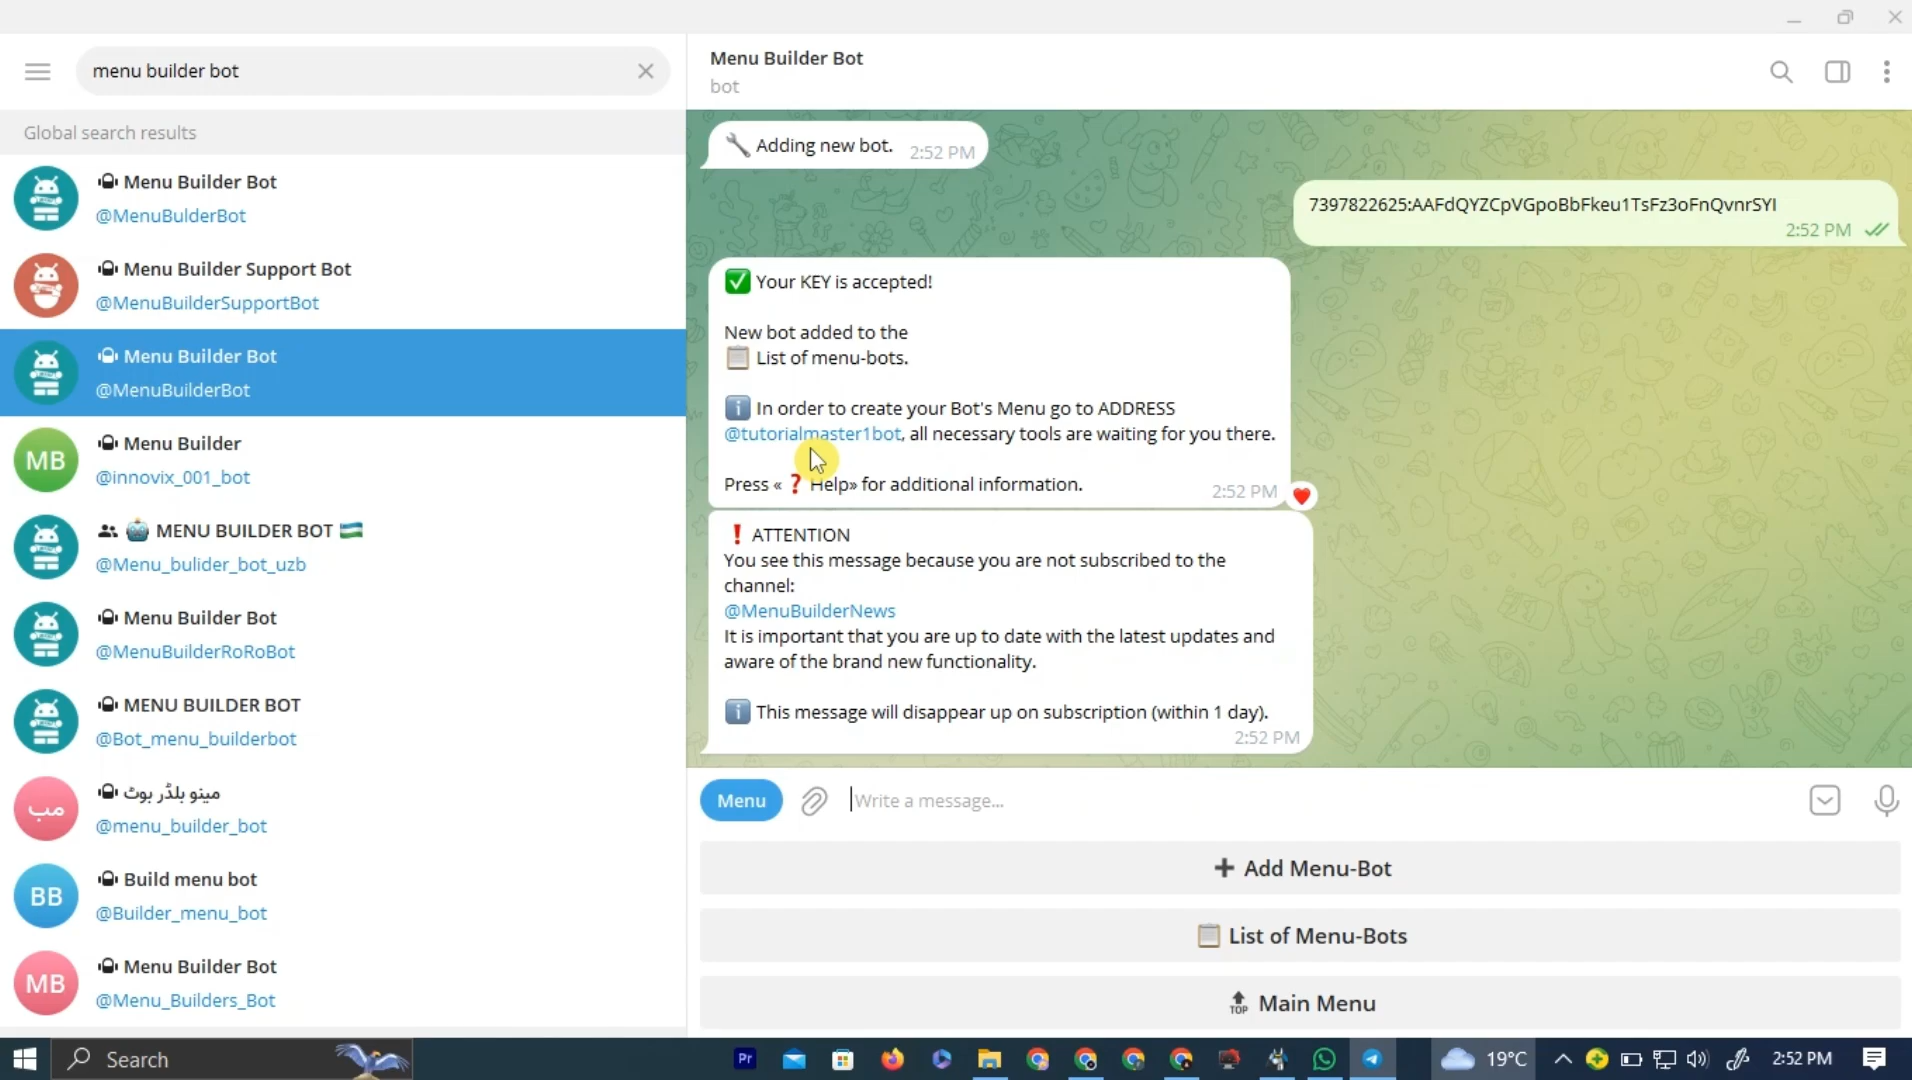 menu builder bot
Global search results
Menu Builder Bot
@MenuBulderBot
Menu Builder Support Bot
@MenuBuilderSupportBot
Menu Builder Bot
@MenuBuilderBot
MB
Menu Builder
@innovix_001_bot
MENU BUILDER BOT
@Menu_bulider_bot_uzb
Menu Builder Bot
@MenuBuilderRoRoBot
MENU BUILDER BOT
@Bot_menu_builderbot
مب
مینو بلڈر بوٹ
@menu_builder_bot
BB
Build menu bot
@Builder_menu_bot
MB
Menu Builder Bot
@Menu_Builders_Bot
Menu Builder Bot
bot
Adding new bot. 2:52 PM
7397822625:AAFdQYZCpVGpoBbFkeu1TsFz3oFnQvnrSYI
2:52 PM
Your KEY is accepted!
New bot added to the
List of menu-bots.
In order to create your Bot's Menu go to ADDRESS
@tutorialmaster1bot, all necessary tools are waiting for you there.
Press « ❓ Help» for additional information. 2:52 PM
❗ ATTENTION
You see this message because you are not subscribed to the
channel:
@MenuBuilderNews
It is important that you are up to date with the latest updates and
aware of the brand new functionality.
This message will disappear up on subscription (within 1 day).
2:52 PM
Menu
Write a message...
Add Menu-Bot
List of Menu-Bots
TOP Main Menu
Search
Pr
19°C
2:52 PM